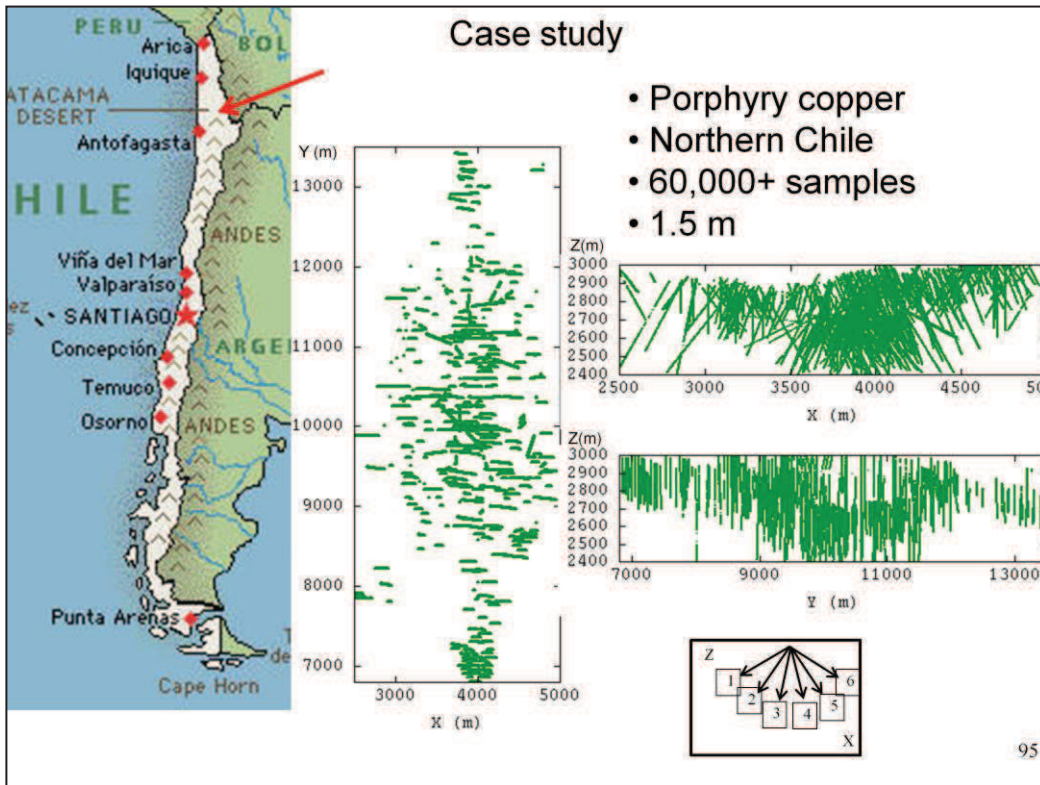 Case study
PERU
BOL
Arica
Iquique
ATACAMA
DESERT
Antofagasta
HILE
ANDES
Viña del Mar
Valparaíso
ez
s
SANTIAGO
Concepción
ARGE
Temuco
Osorno
ANDES
Punta Arenas
de
Cape Horn
• Porphyry copper
• Northern Chile
• 60,000+ samples
• 1.5 m
Y (m)
13000
12000
11000
10000
9000
8000
7000
3000 4000 5000
X (m)
Z(m)
3000
2900
2800
2700
2600
2500
2400
2500 3000 3500 4000 4500 50
X (m)
Z(m)
3000
2900
2800
2700
2600
2500
2400
7000 9000 11000 13000
Y (m)
Z
1 6
2 5
3 4
X
95